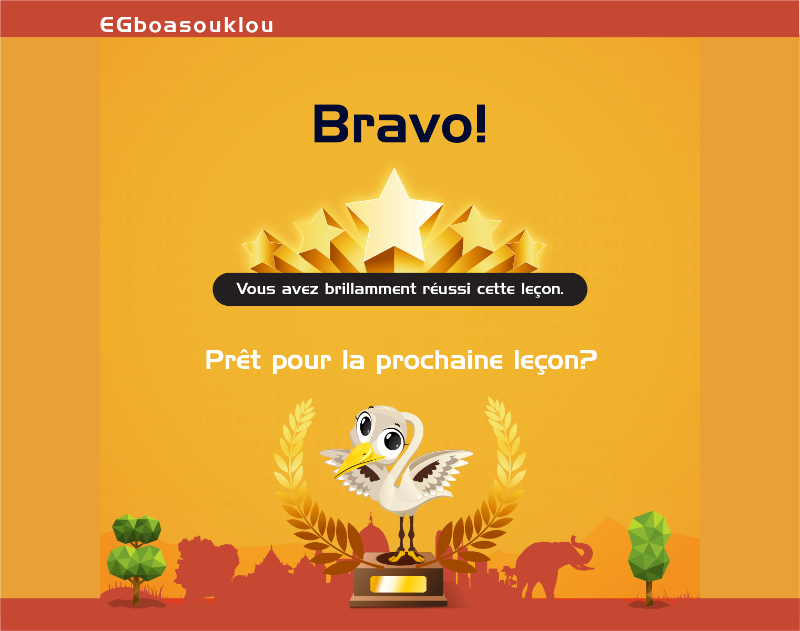 EGboasouklou
Bravo!
Vous avez brillamment réussi cette leçon.
Prêt pour la prochaine leçon?